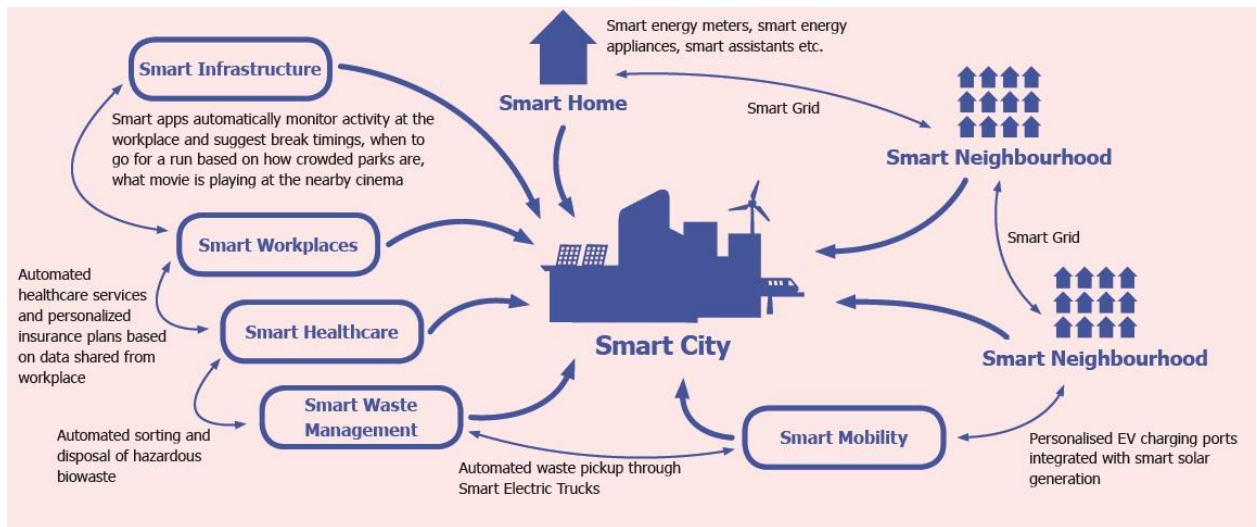 Smart Infrastructure
Smart apps automatically monitor activity at the
workplace and suggest break timings, when to
go for a run based on how crowded parks are,
what movie is playing at the nearby cinema
Smart Home
Smart energy meters, smart energy
appliances, smart assistants etc.
Smart Grid
Smart Neighbourhood
Smart Workplaces
Smart Grid
Automated
healthcare services
and personalized
insurance plans based
on data shared from
workplace
Smart Healthcare
Smart City
Smart Neighbourhood
Smart Waste
Management
Automated sorting and
disposal of hazardous
biowaste
Automated waste pickup through
Smart Electric Trucks
Smart Mobility
Personalised EV charging ports
integrated with smart solar
generation